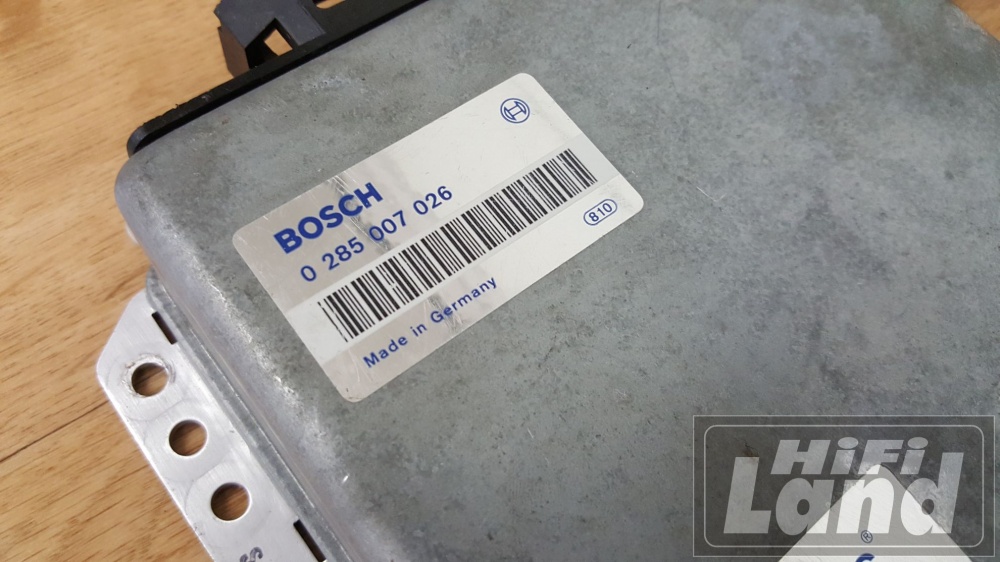 BOSCH
0 285 007 026
810
Made in Germany
HiFi
Land
®